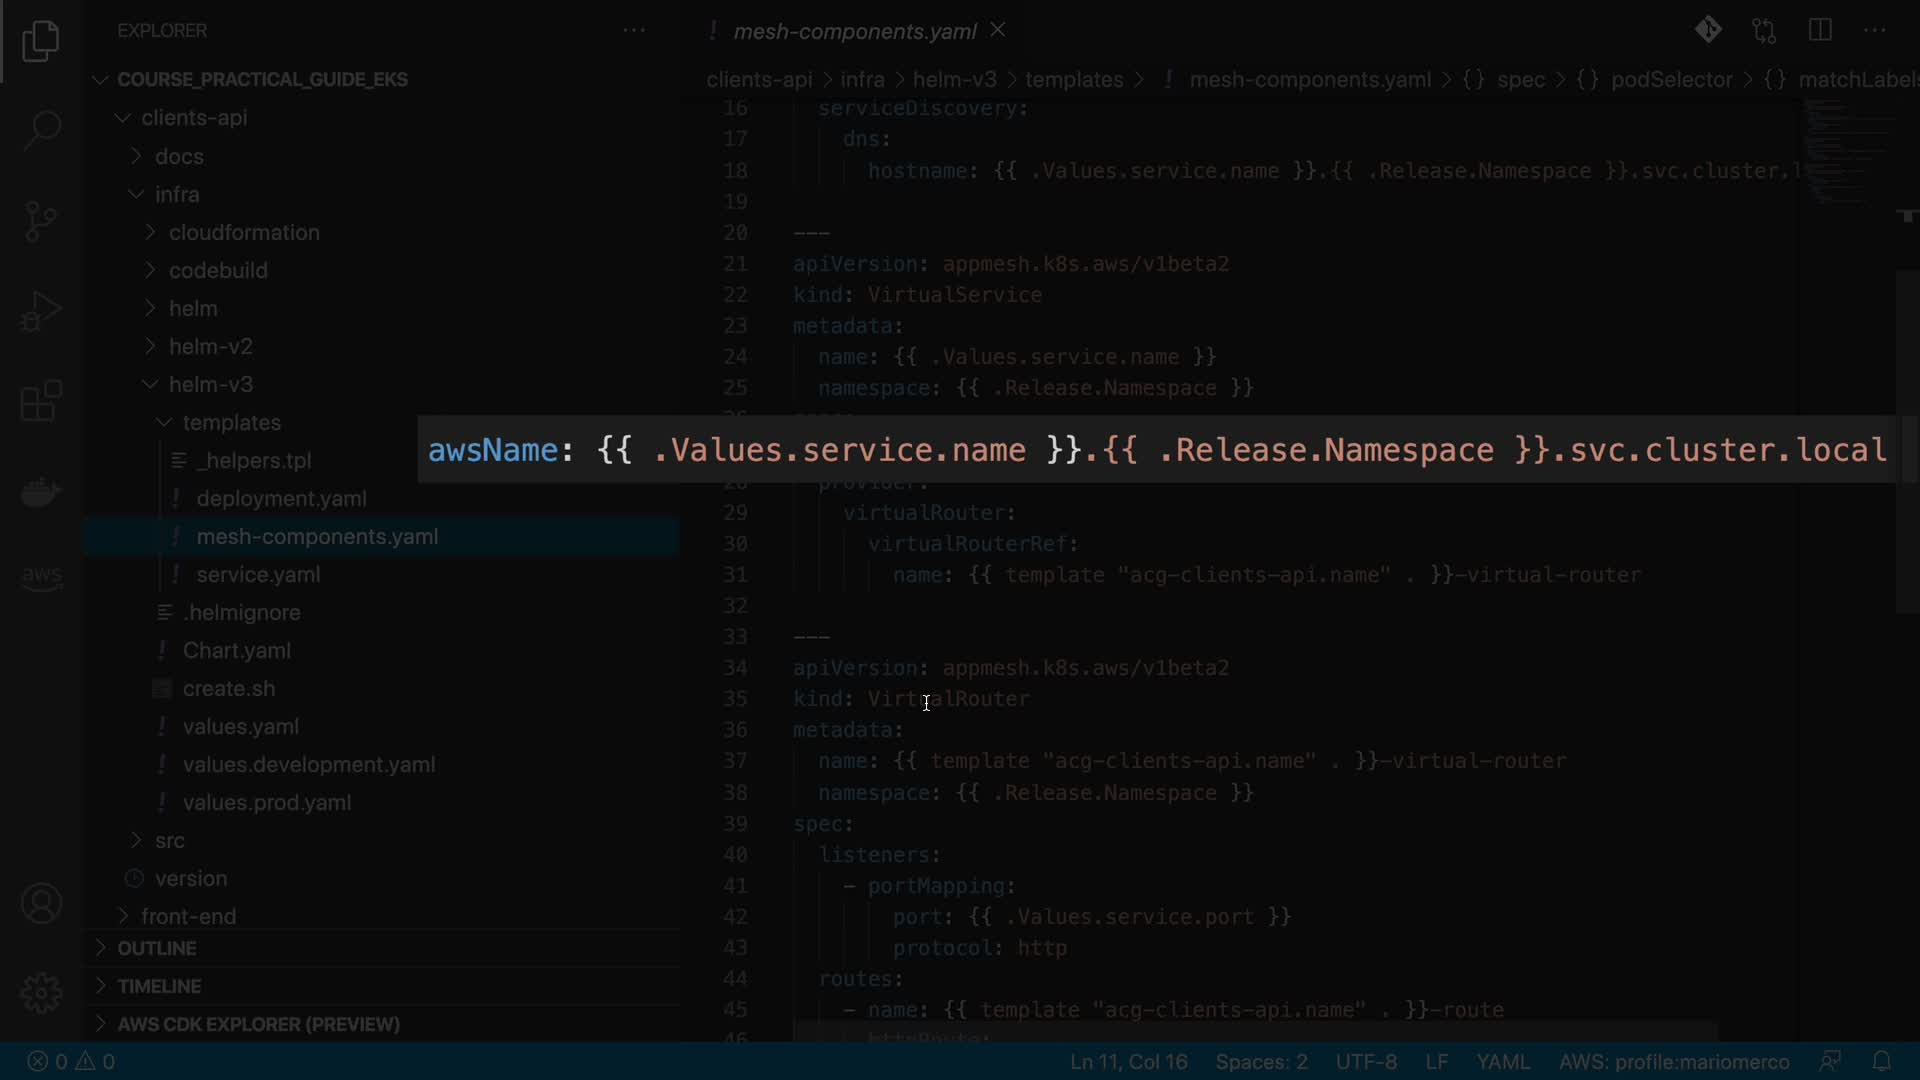 EXPLORER
mesh-components.yaml
COURSE_PRACTICAL_GUIDE_EKS
clients-api
docs
infra
cloudformation
codebuild
helm
helm-v2
helm-v3
templates
_helpers.tpl
deployment.yaml
mesh-components.yaml
service.yaml
.helmignore
Chart.yaml
create.sh
values.yaml
values.development.yaml
values.prod.yaml
src
version
front-end
OUTLINE
TIMELINE
AWS CDK EXPLORER (PREVIEW)
aws
clients-api > infra > helm-v3 > templates > ! mesh-components.yaml > {} spec > {} podSelector > {} matchLabels
16 serviceDiscovery:
17 dns:
18 hostname: {{ .Values.service.name }}.{{ .Release.Namespace }}.svc.cluster.l
19
20 ---
21 apiVersion: appmesh.k8s.aws/v1beta2
22 kind: VirtualService
23 metadata:
24 name: {{ .Values.service.name }}
25 namespace: {{ .Release.Namespace }}
awsName: {{ .Values.service.name }}.{{ .Release.Namespace }}.svc.cluster.local
provider:
29 virtualRouter:
30 virtualRouterRef:
31 name: {{ template "acg-clients-api.name" . }}-virtual-router
32
33 ---
34 apiVersion: appmesh.k8s.aws/v1beta2
35 kind: VirtualRouter
36 metadata:
37 name: {{ template "acg-clients-api.name" . }}-virtual-router
38 namespace: {{ .Release.Namespace }}
39 spec:
40 listeners:
41 - portMapping:
42 port: {{ .Values.service.port }}
43 protocol: http
44 routes:
45 - name: {{ template "acg-clients-api.name" . }}-route
46 httpRoute:
0 0
Ln 11, Col 16 Spaces: 2 UTF-8 LF YAML AWS: profile:mariomerco